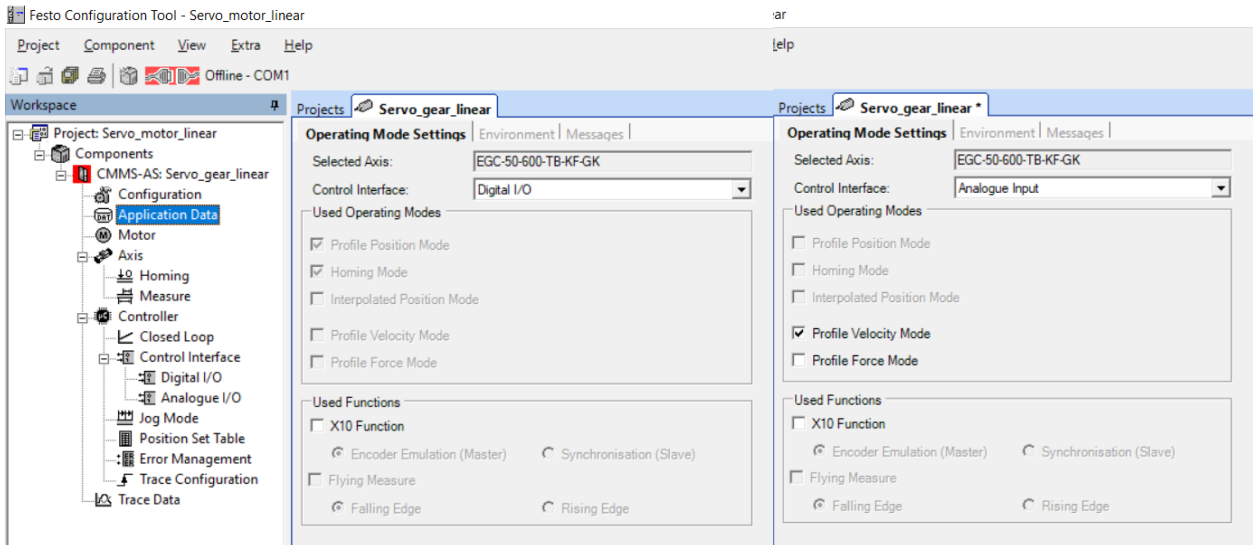 Festo Configuration Tool - Servo_motor_linear
Project Component View Extra Help
Offline - COM1
Workspace
Project: Servo_motor_linear
Components
CMMS-AS: Servo_gear_linear
Configuration
Application Data
Motor
Axis
Homing
Measure
Controller
Closed Loop
Control Interface
Digital I/O
Analogue I/O
Jog Mode
Position Set Table
Error Management
Trace Configuration
Trace Data
Projects Servo_gear_linear
Operating Mode Settings Environment Messages
Selected Axis: EGC-50-600-TB-KF-GK
Control Interface: Digital I/O
Used Operating Modes
Profile Position Mode
Homing Mode
Interpolated Position Mode
Profile Velocity Mode
Profile Force Mode
Used Functions
X10 Function
Encoder Emulation (Master) Synchronisation (Slave)
Flying Measure
Falling Edge Rising Edge
ar
elp
Projects Servo_gear_linear *
Operating Mode Settings Environment Messages
Selected Axis: EGC-50-600-TB-KF-GK
Control Interface: Analogue Input
Used Operating Modes
Profile Position Mode
Homing Mode
Interpolated Position Mode
Profile Velocity Mode
Profile Force Mode
Used Functions
X10 Function
Encoder Emulation (Master) Synchronisation (Slave)
Flying Measure
Falling Edge Rising Edge